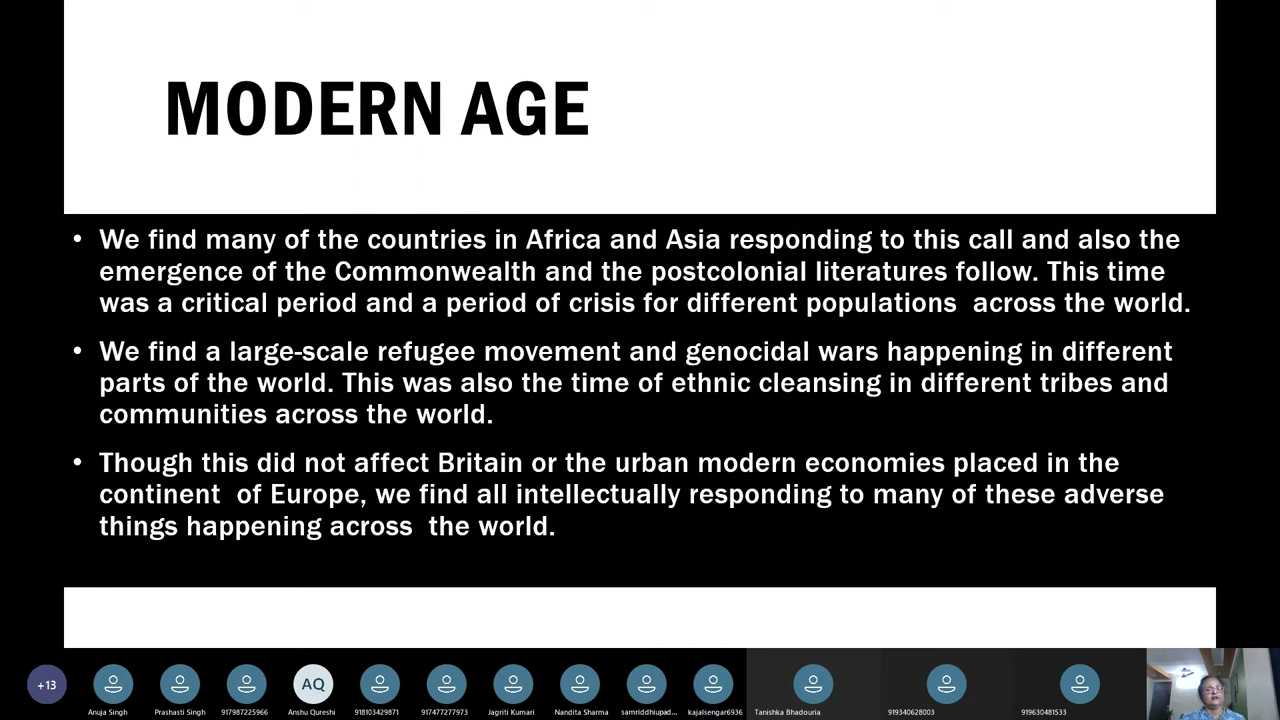 MODERN AGE
• We find many of the countries in Africa and Asia responding to this call and also the
emergence of the Commonwealth and the postcolonial literatures follow. This time
was a critical period and a period of crisis for different populations  across the world.
• We find a large-scale refugee movement and genocidal wars happening in different
parts of the world. This was also the time of ethnic cleansing in different tribes and
communities across the world.
• Though this did not affect Britain or the urban modern economies placed in the
continent  of Europe, we find all intellectually responding to many of these adverse
things happening across  the world.
+13
AQ
Anuja Singh
Prashasti Singh
917987225966
Anshu Qureshi
918103429871
917477277973
Jagriti Kumari
Nandita Sharma
samriddhiupad...
kajalsengar6936
Tanishka Bhadouria
919340628003
919630481533